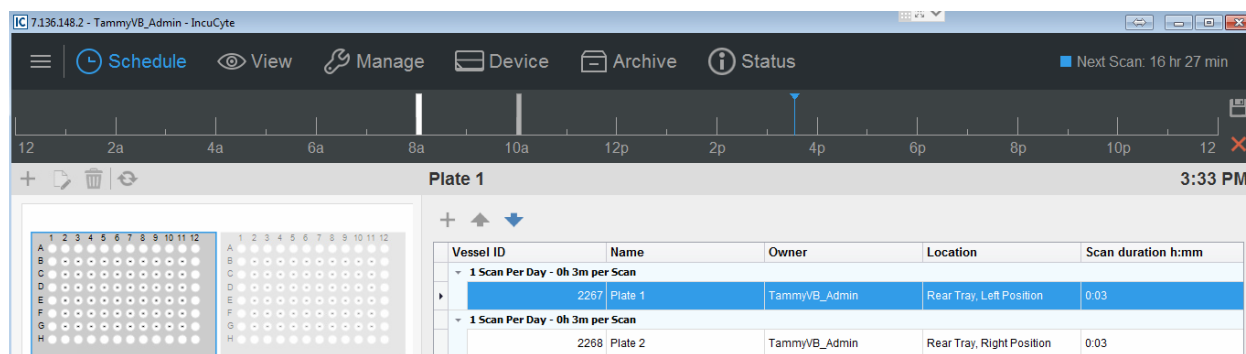 IC 7.136.148.2 - TammyVB_Admin - IncuCyte
Schedule View Manage Device Archive Status Next Scan: 16 hr 27 min
12 2a 4a 6a 8a 10a 12p 2p 4p 6p 8p 10p 12
Plate 1 3:33 PM
1 2 3 4 5 6 7 8 9 10 11 12 1 2 3 4 5 6 7 8 9 10 11 12
A A
B B
C C
D D
E E
F F
G G
H H
Vessel ID Name Owner Location Scan duration h:mm
1 Scan Per Day - 0h 3m per Scan
2267 Plate 1 TammyVB_Admin Rear Tray, Left Position 0:03
1 Scan Per Day - 0h 3m per Scan
2268 Plate 2 TammyVB_Admin Rear Tray, Right Position 0:03